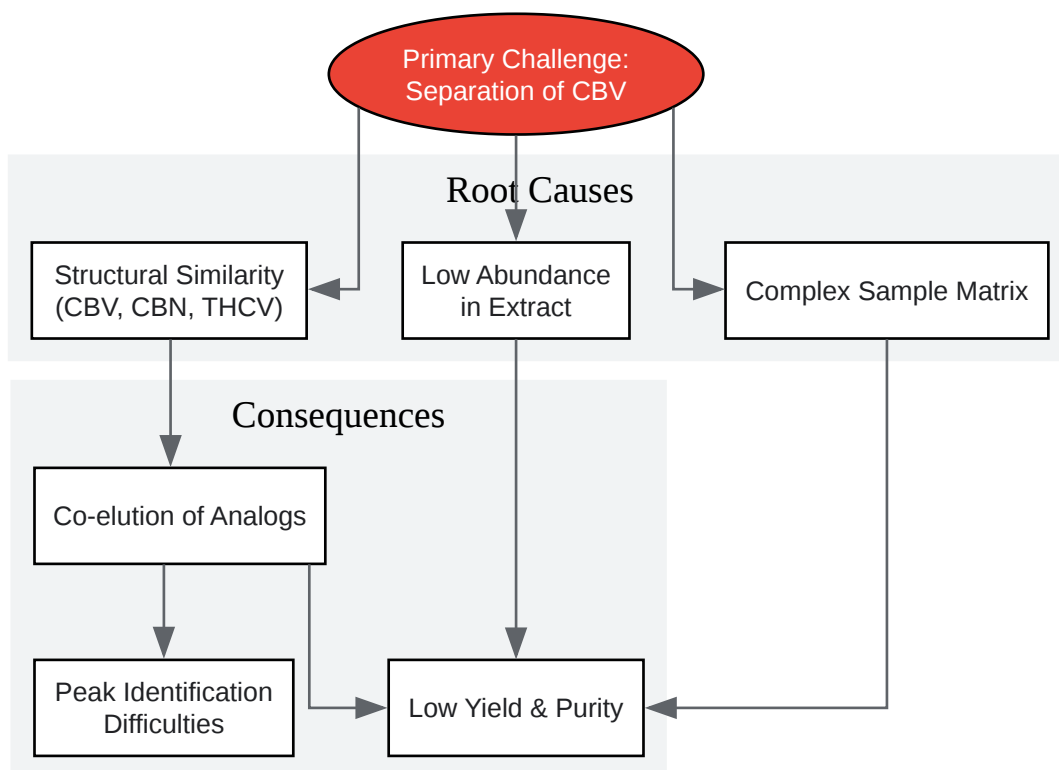 Primary Challenge:
Separation of CBV
Root Causes
Structural Similarity
(CBV, CBN, THCV)
Low Abundance
in Extract
Complex Sample Matrix
Consequences
Co-elution of Analogs
Peak Identification
Difficulties
Low Yield & Purity